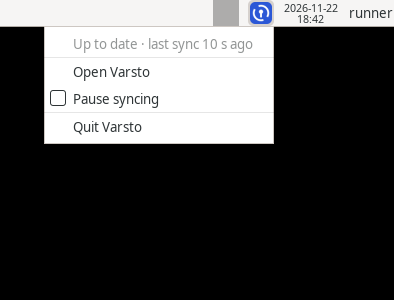 2026-11-22
18:42
runner
Up to date · last sync 10 s ago
Open Varsto
Pause syncing
Quit Varsto